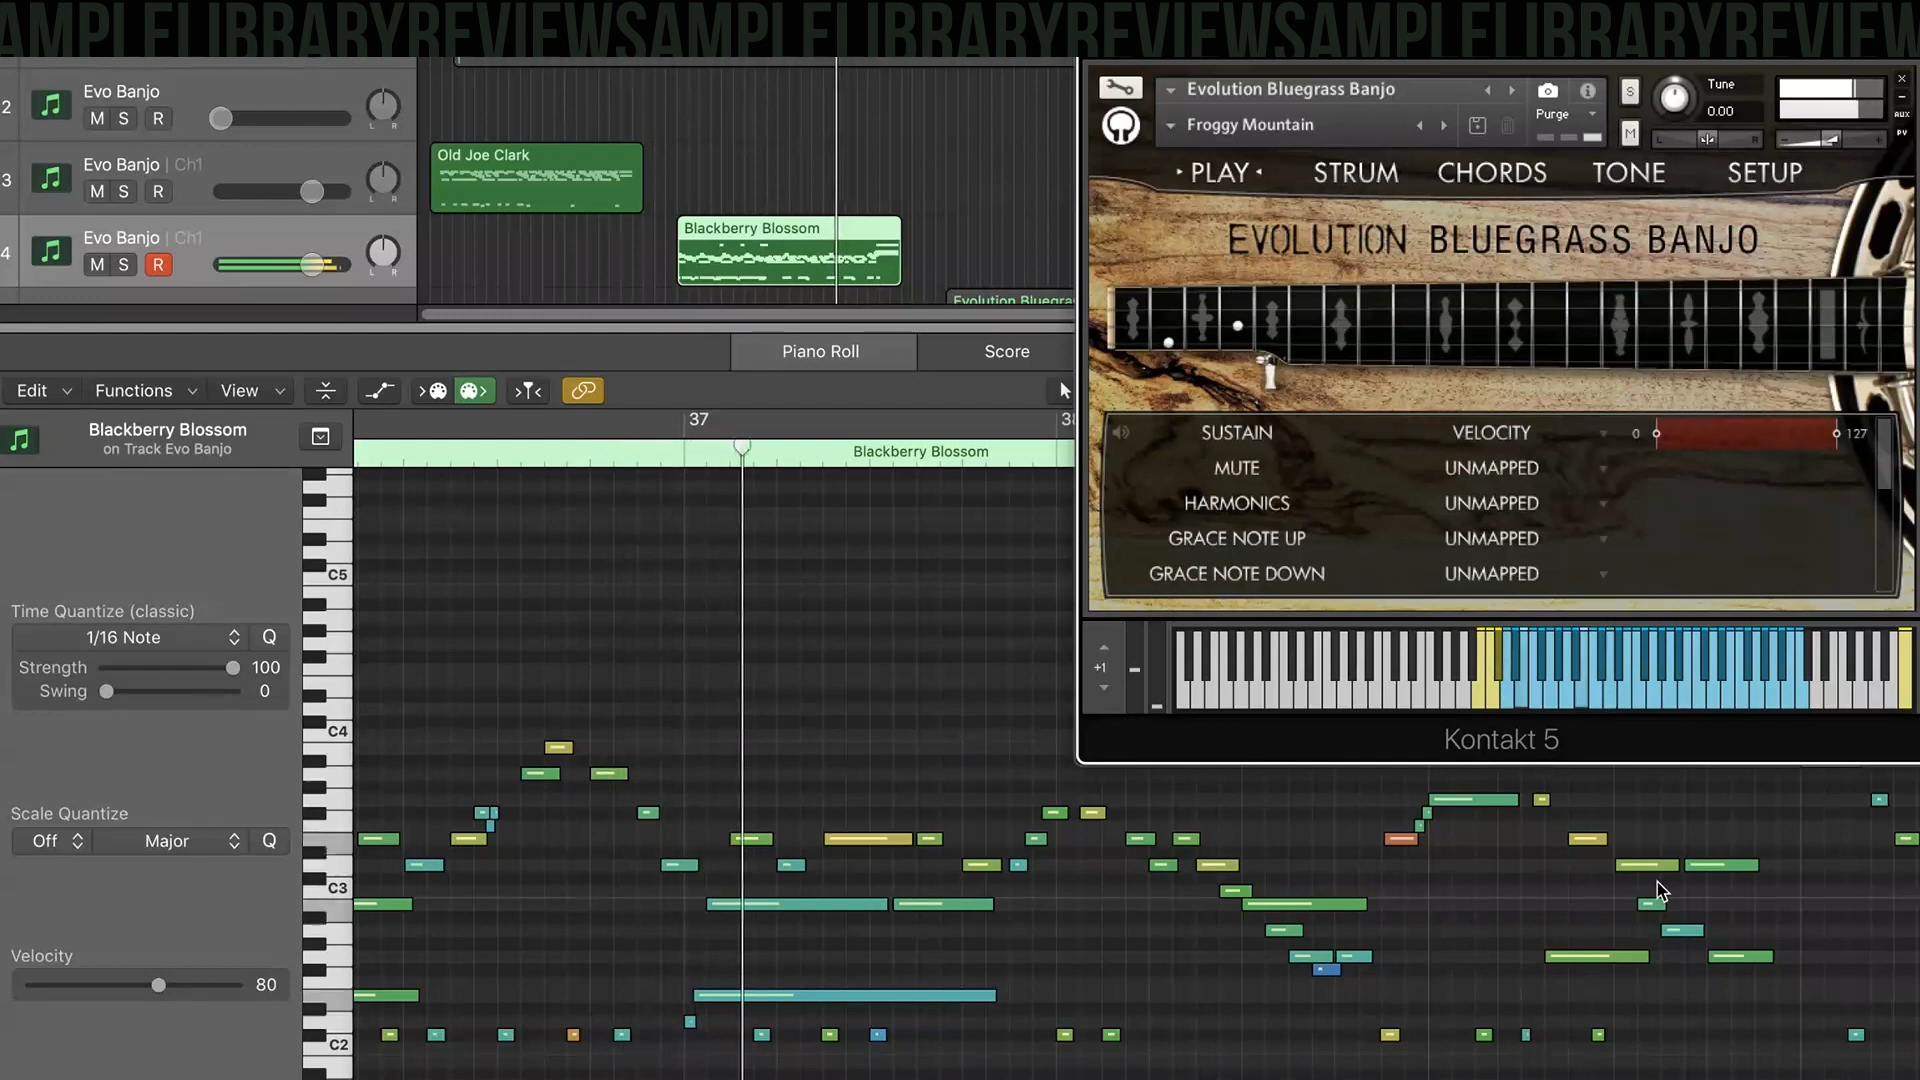 AMPLELIBRARYREVIEWSAMPLELIBRARYREVIEWSAMPLELIBRARYREVIEW
2
Evo Banjo
M S R
L R
Old Joe Clark
3
Evo Banjo | Ch1
M S R
L R
Blackberry Blossom
4
Evo Banjo | Ch1
M S R
L R
Piano Roll
Score
Edit
Functions
View
Blackberry Blossom
on Track Evo Banjo
37
Blackberry Blossom
C5
C4
C3
C2
Time Quantize (classic)
1/16 Note
Q
Strength
100
Swing
0
Scale Quantize
Off
Major
Q
Velocity
80
Evolution Bluegrass Banjo
Froggy Mountain
Purge
S
M
Tune
0.00
L
R
AUX
PV
PLAY
STRUM
CHORDS
TONE
SETUP
EVOLUTION BLUEGRASS BANJO
SUSTAIN VELOCITY 0 127
MUTE UNMAPPED
HARMONICS UNMAPPED
GRACE NOTE UP UNMAPPED
GRACE NOTE DOWN UNMAPPED
+1
Kontakt 5